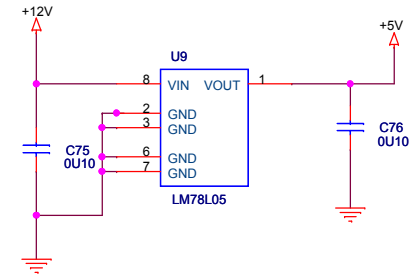 +12V
+5V
U9
8 VIN VOUT 1
2 GND
3 GND
6 GND
7 GND
C75
0U10
C76
0U10
LM78L05